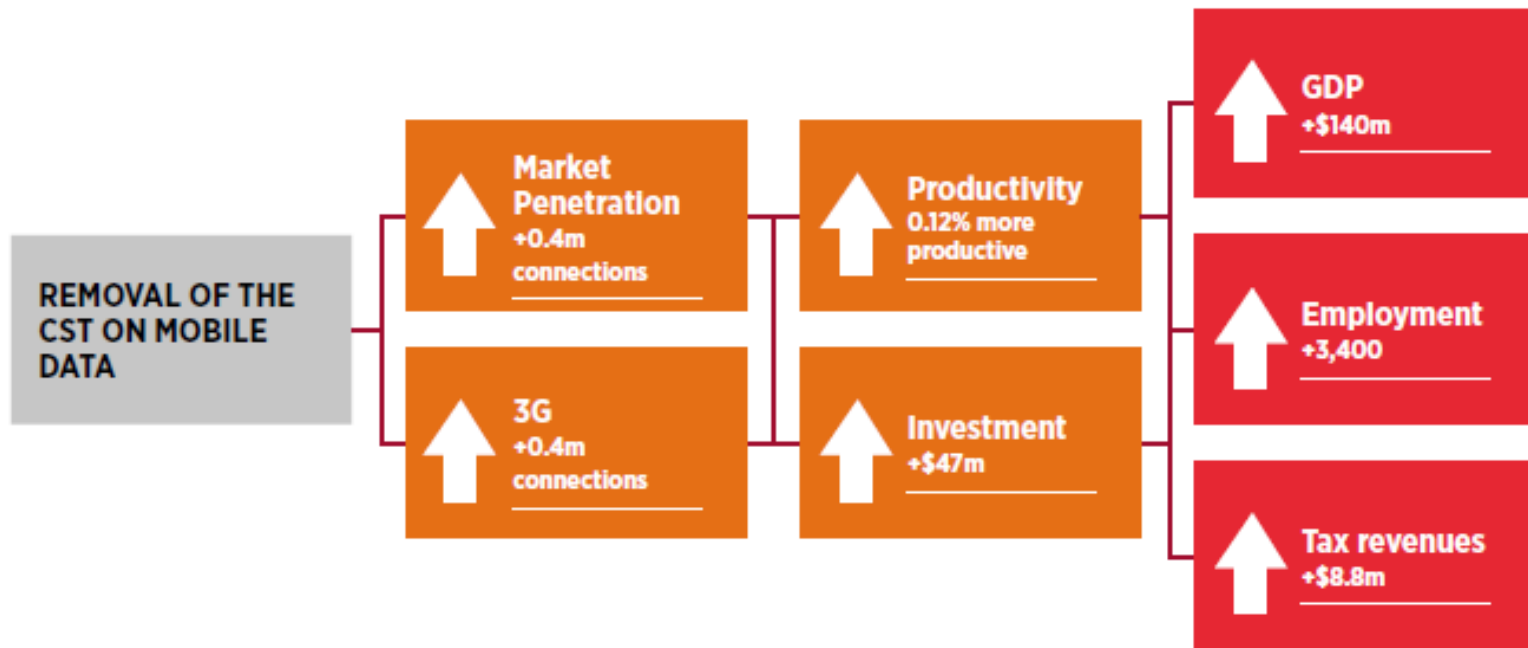 REMOVAL OF THE
CST ON MOBILE
DATA
Market
Penetration
+0.4m
connections
3G
+0.4m
connections
Productivity
0.12% more
productive
Investment
+$47m
GDP
+$140m
Employment
+3,400
Tax revenues
+$8.8m